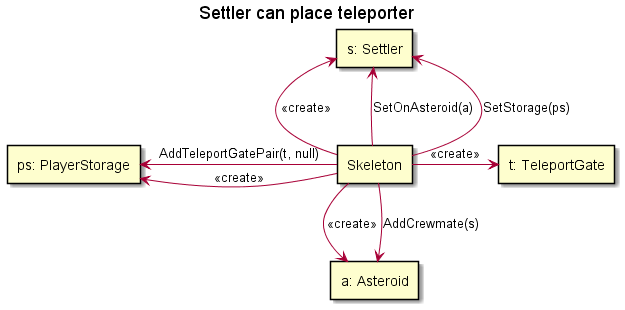 Settler can place teleporter
s: Settler
«create»
SetOnAsteroid(a)
SetStorage(ps)
AddTeleportGatePair(t, null)
«create»
ps: PlayerStorage
Skeleton
t: TeleportGate
«create»
«create»
AddCrewmate(s)
a: Asteroid